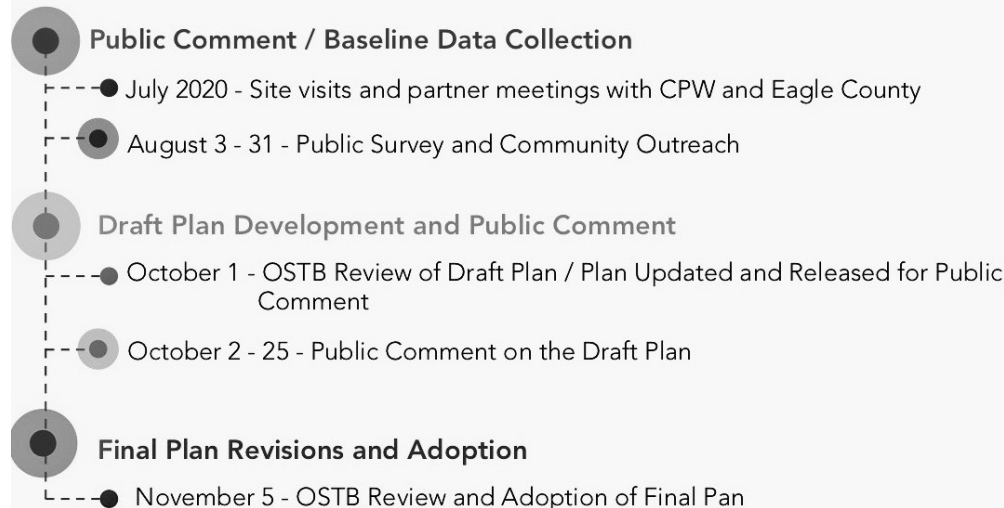 Public Comment / Baseline Data Collection
July 2020 - Site visits and partner meetings with CPW and Eagle County
August 3 - 31 - Public Survey and Community Outreach
Draft Plan Development and Public Comment
October 1 - OSTB Review of Draft Plan / Plan Updated and Released for Public
Comment
October 2 - 25 - Public Comment on the Draft Plan
Final Plan Revisions and Adoption
November 5 - OSTB Review and Adoption of Final Pan